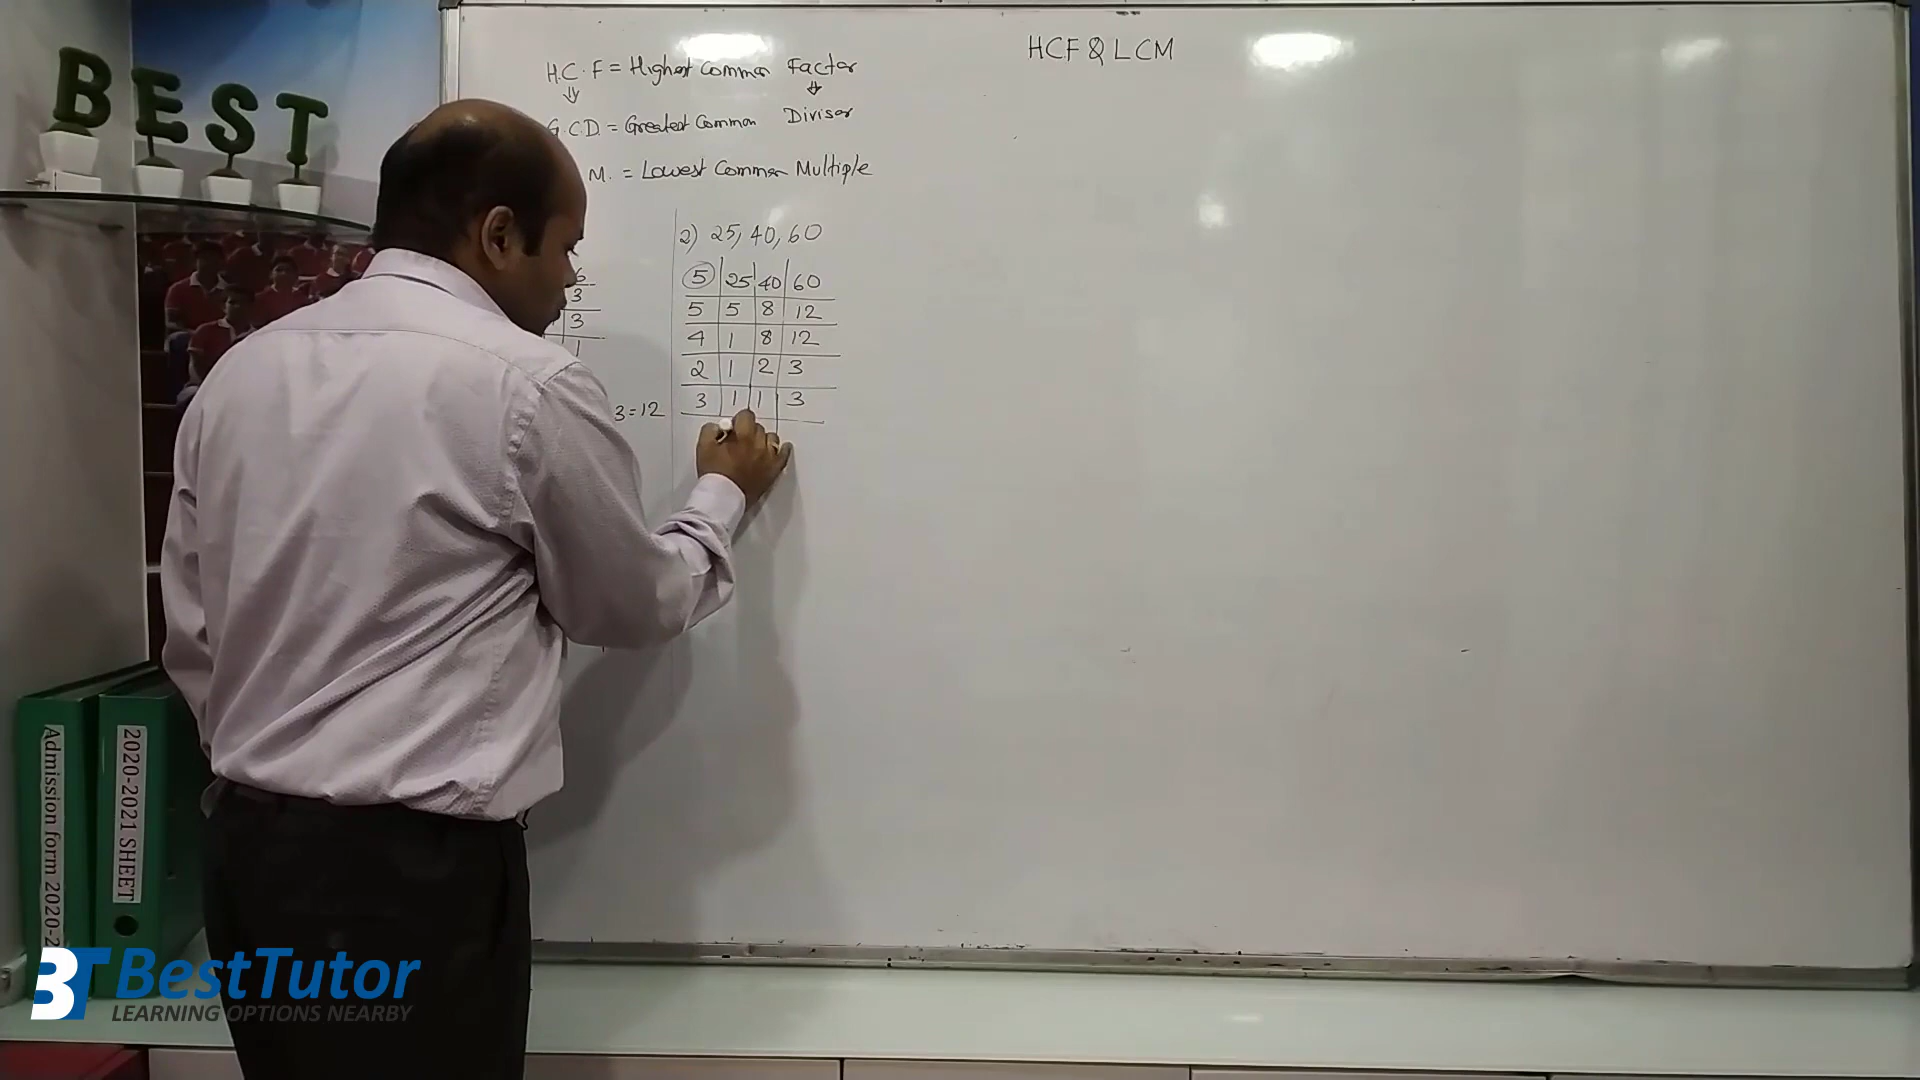 BEST
HCF & LCM
H.C.F = Highest Common Factor
⇓ ⇓
G.C.D. = Greatest Common Divisor
M. = Lowest Common Multiple
2) 25, 40, 60
5 25 40 60
5 5 8 12
4 1 8 12
2 1 2 3
3 1 1 3
6
3
3
1
3=12
Admission form 2020-2
2020-2021 SHEET
BT BestTutor
LEARNING OPTIONS NEARBY